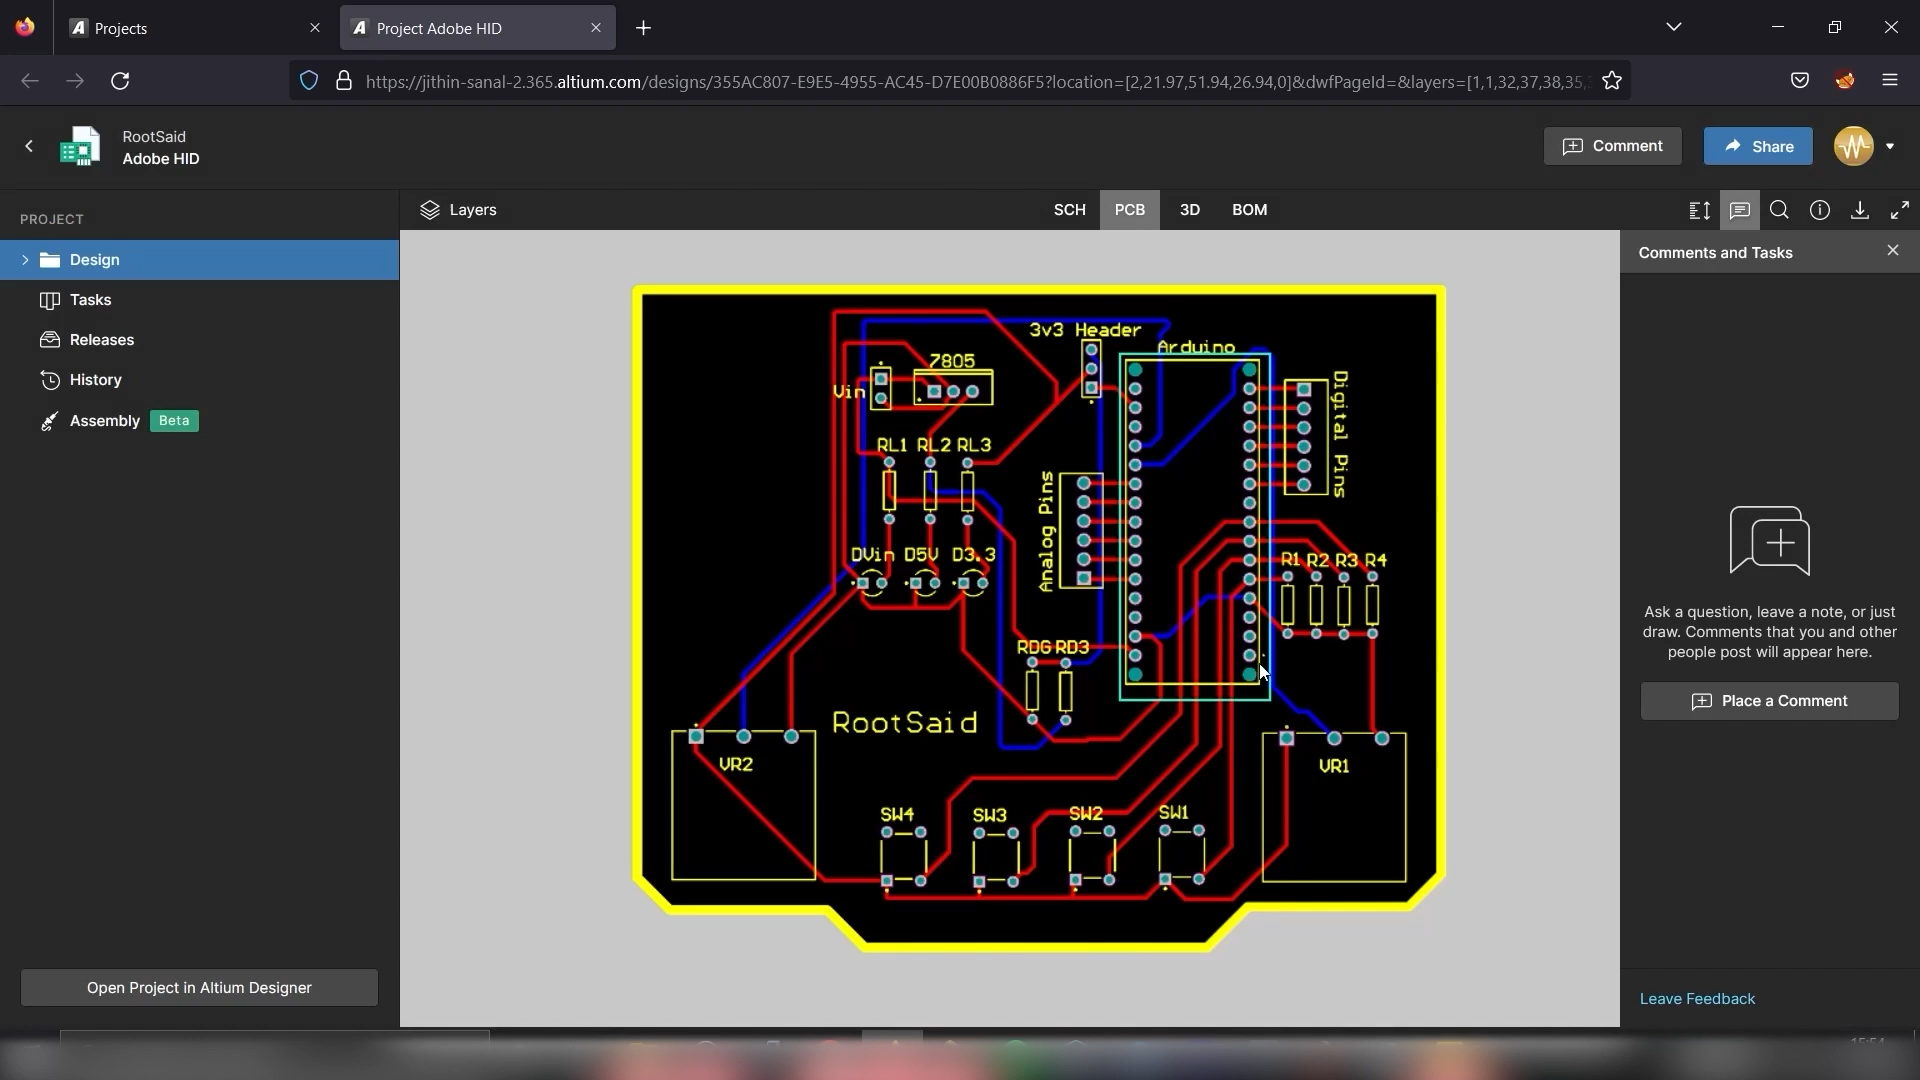 Projects
Project Adobe HID
https://jithin-sanal-2.365.altium.com/designs/355AC807-E9E5-4955-AC45-D7E00B0886F5?location=[2,21.97,51.94,26.94,0]&dwfPageId=&layers=[1,1,32,37,38,35,
RootSaid
Adobe HID
Comment
Share
PROJECT
Layers
SCH
PCB
3D
BOM
Design
Tasks
Releases
History
Assembly Beta
Comments and Tasks
3v3 Header
Arduino
7805
Vin
Digital Pins
RL1 RL2 RL3
Analog Pins
DVin D5V D3.3
R1 R2 R3 R4
RDG RD3
RootSaid
VR2
VR1
SW4 SW3 SW2 SW1
Ask a question, leave a note, or just
draw. Comments that you and other
people post will appear here.
Place a Comment
Open Project in Altium Designer
Leave Feedback